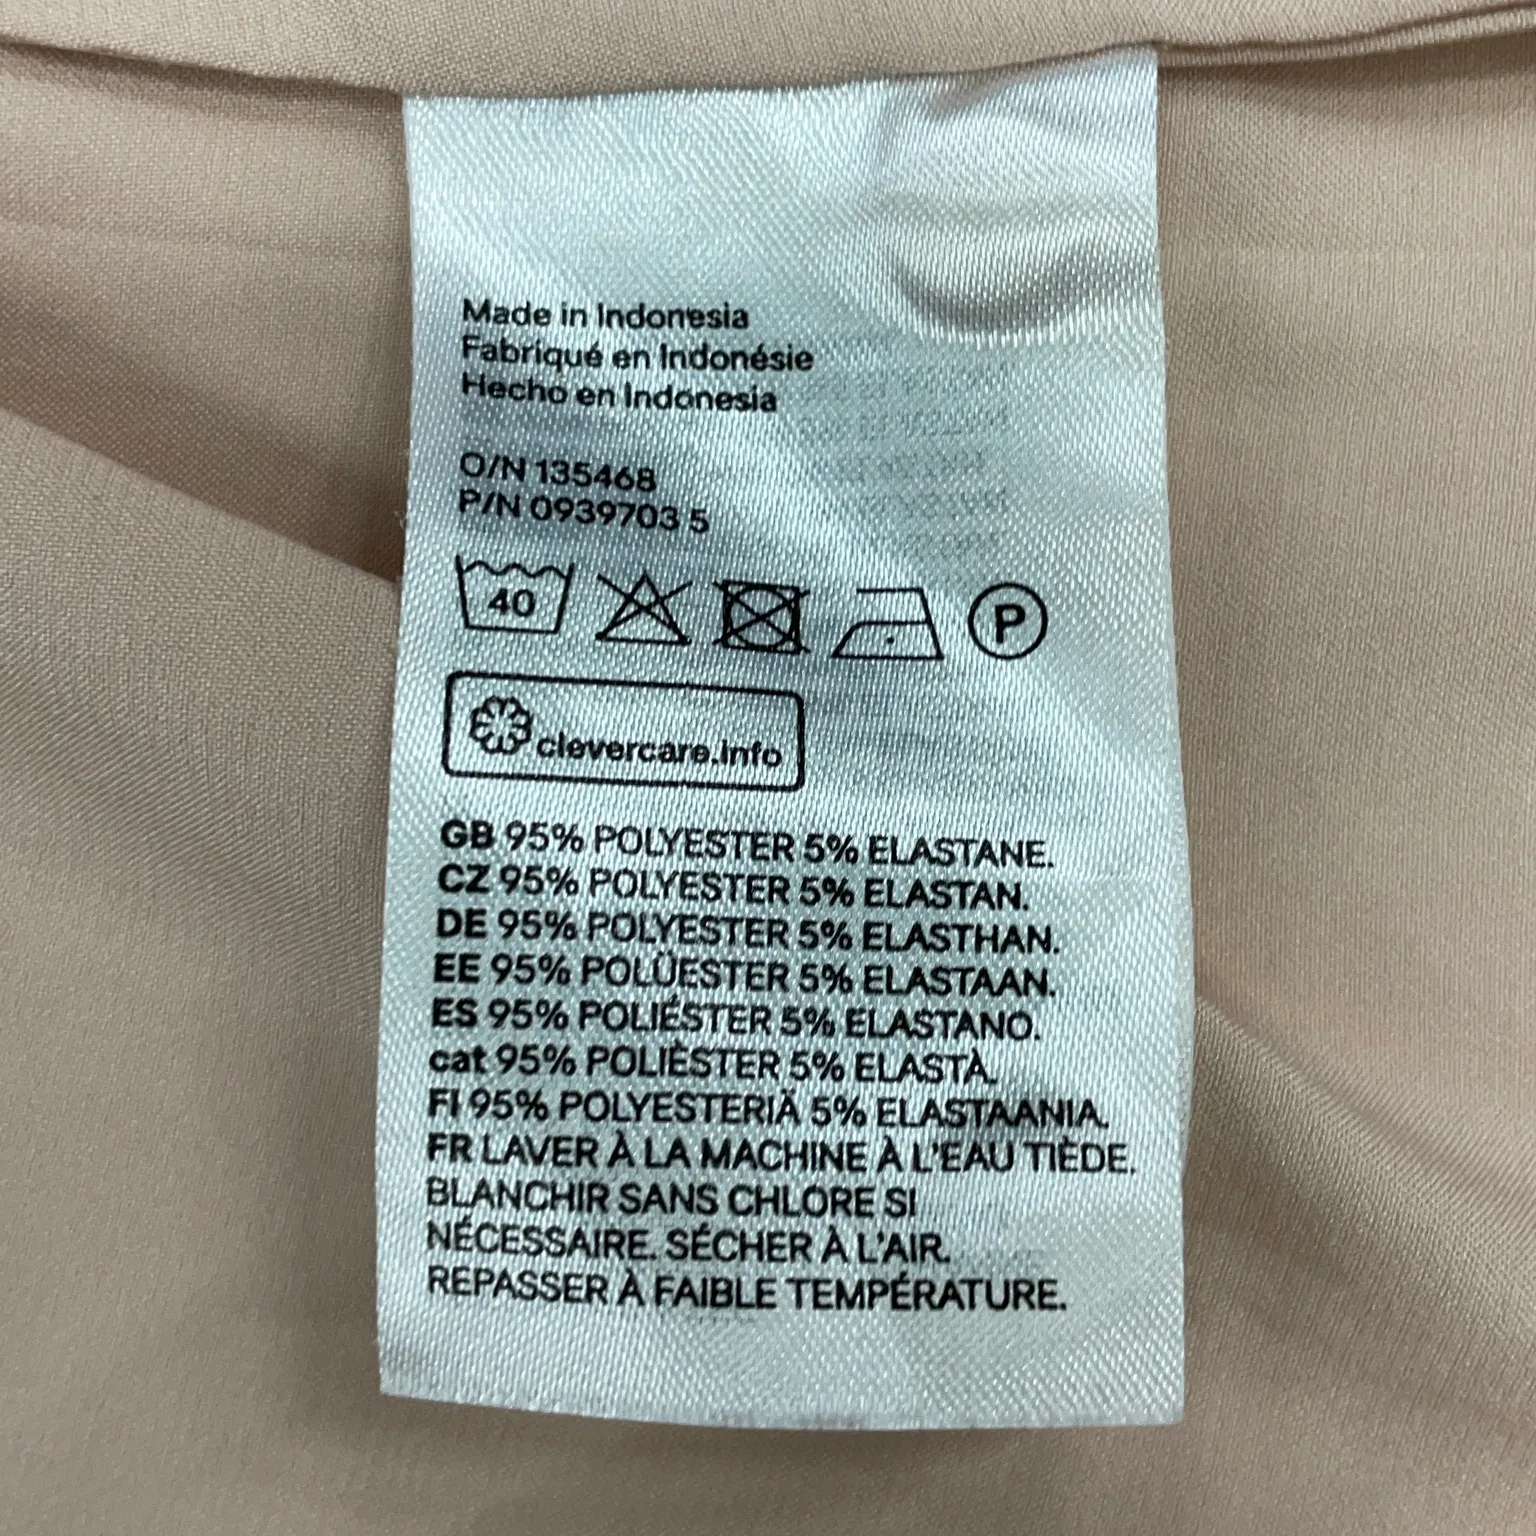 Made in Indonesia
Fabriqué en Indonésie
Hecho en Indonesia
O/N 135468
P/N 0939703 5
40
P
clevercare.info
GB 95% POLYESTER 5% ELASTANE.
CZ 95% POLYESTER 5% ELASTAN.
DE 95% POLYESTER 5% ELASTHAN.
EE 95% POLÜESTER 5% ELASTAAN.
ES 95% POLIÉSTER 5% ELASTANO.
cat 95% POLIÈSTER 5% ELASTÀ.
FI 95% POLYESTERIÄ 5% ELASTAANIA.
FR LAVER À LA MACHINE À L'EAU TIÈDE.
BLANCHIR SANS CHLORE SI
NÉCESSAIRE. SÉCHER À L'AIR.
REPASSER À FAIBLE TEMPÉRATURE.